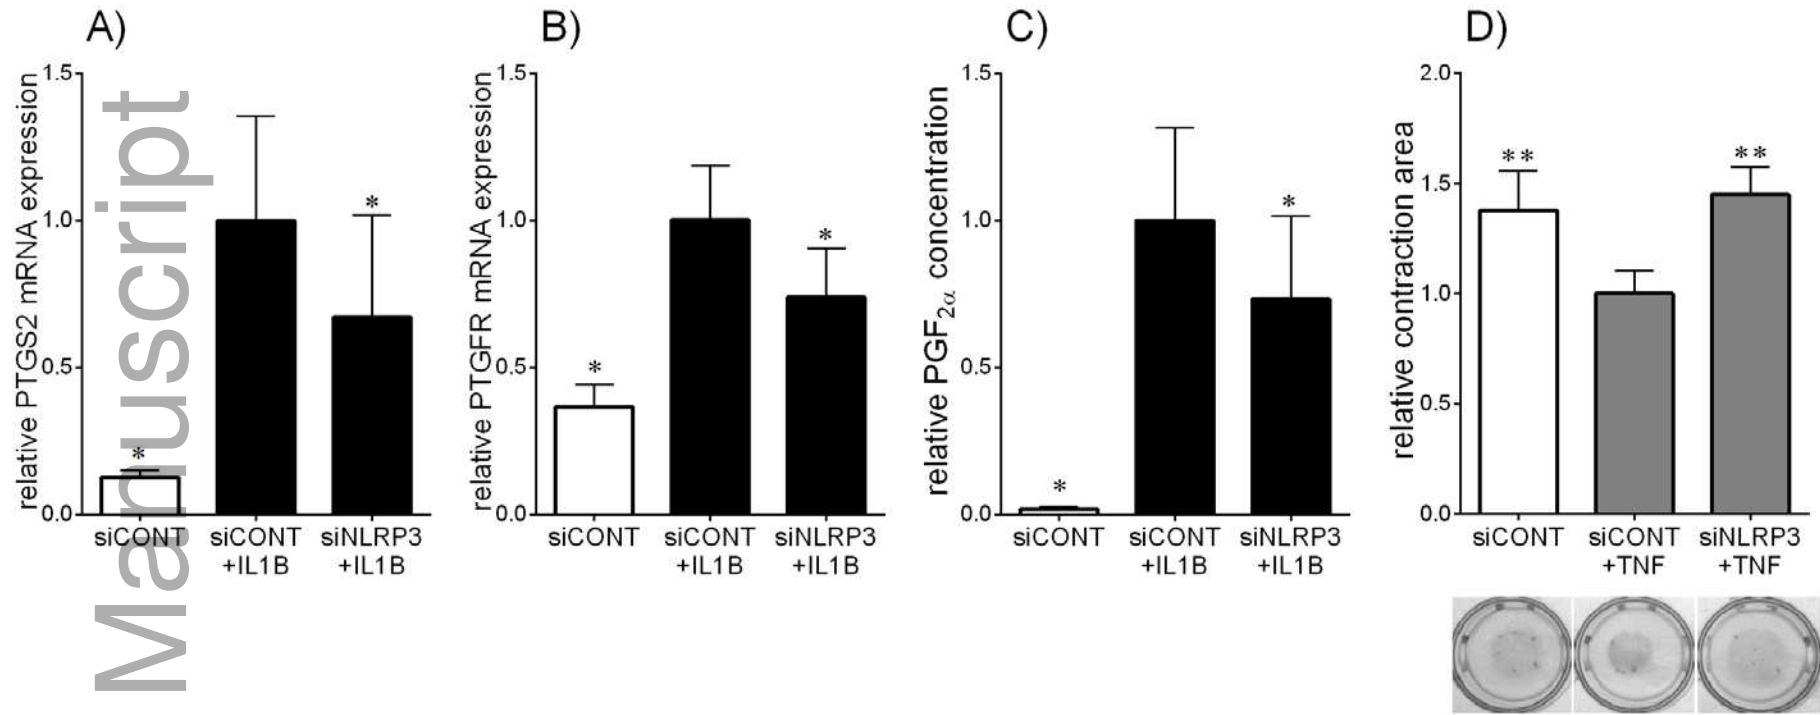 A)
relative PTGS2 mRNA expression
1.5
1.0
0.5
0.0
*
*
siCONT
siCONT
+IL1B
siNLRP3
+IL1B
B)
relative PTGFR mRNA expression
1.5
1.0
0.5
0.0
*
*
siCONT
siCONT
+IL1B
siNLRP3
+IL1B
C)
relative PGF2α concentration
1.5
1.0
0.5
0.0
*
*
siCONT
siCONT
+IL1B
siNLRP3
+IL1B
D)
relative contraction area
2.0
1.5
1.0
0.5
0.0
**
**
siCONT
siCONT
+TNF
siNLRP3
+TNF
Manuscript